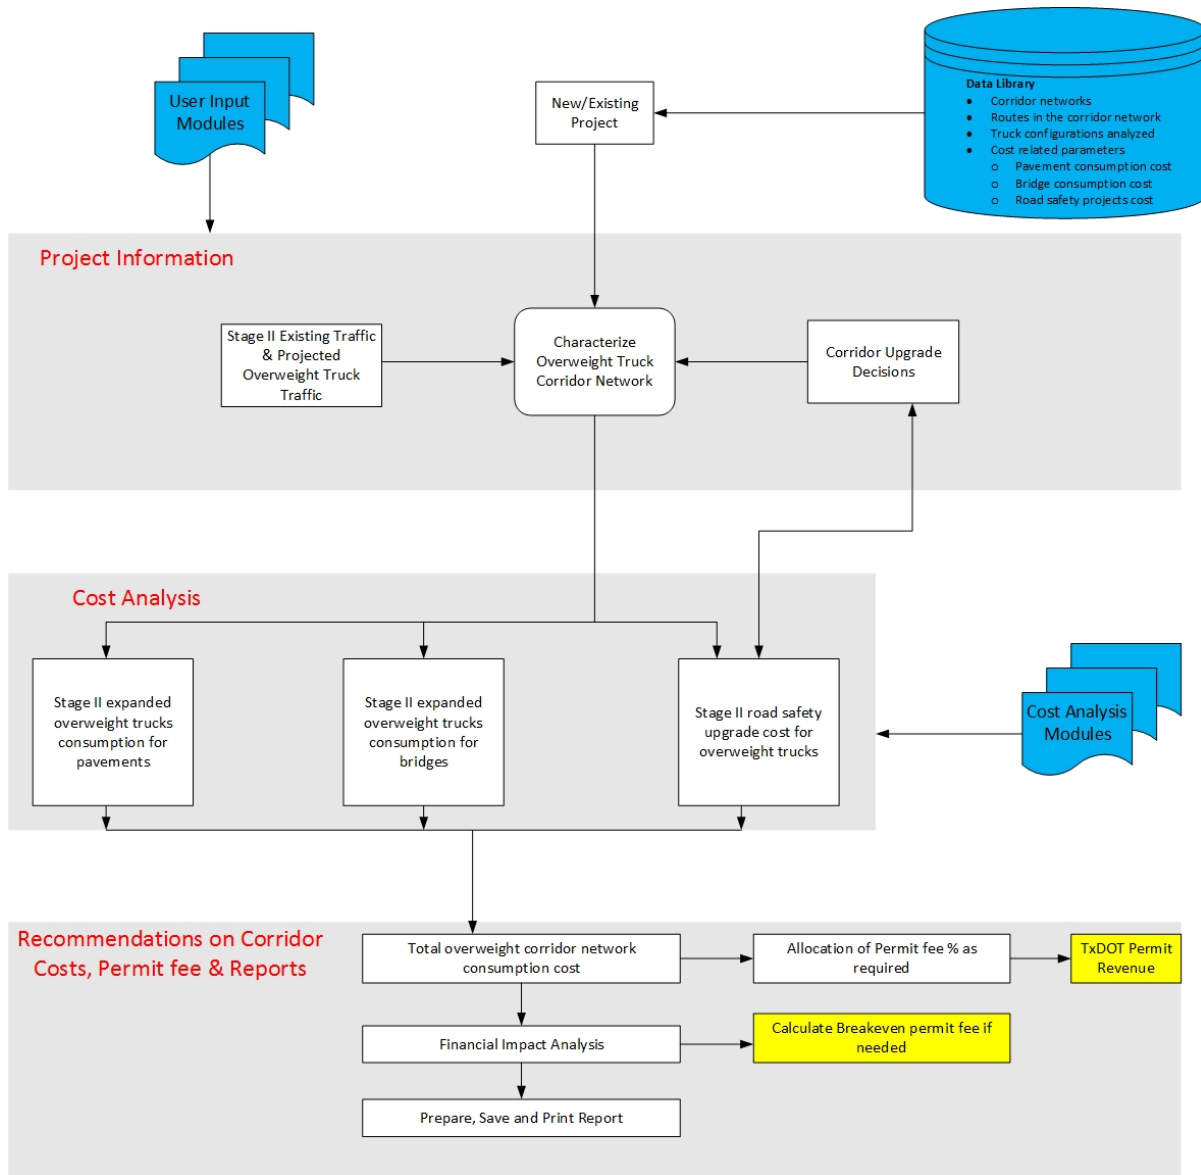 User Input
Modules
New/Existing
Project
Data Library
• Corridor networks
• Routes in the corridor network
• Truck configurations analyzed
• Cost related parameters
o Pavement consumption cost
o Bridge consumption cost
o Road safety projects cost
Project Information
Stage II Existing Traffic
& Projected
Overweight Truck
Traffic
Characterize
Overweight Truck
Corridor Network
Corridor Upgrade
Decisions
Cost Analysis
Stage II expanded
overweight trucks
consumption for
pavements
Stage II expanded
overweight trucks
consumption for
bridges
Stage II road safety
upgrade cost for
overweight trucks
Cost Analysis
Modules
Recommendations on Corridor
Costs, Permit fee & Reports
Total overweight corridor network
consumption cost
Allocation of Permit fee % as
required
TxDOT Permit
Revenue
Financial Impact Analysis
Calculate Breakeven permit fee if
needed
Prepare, Save and Print Report